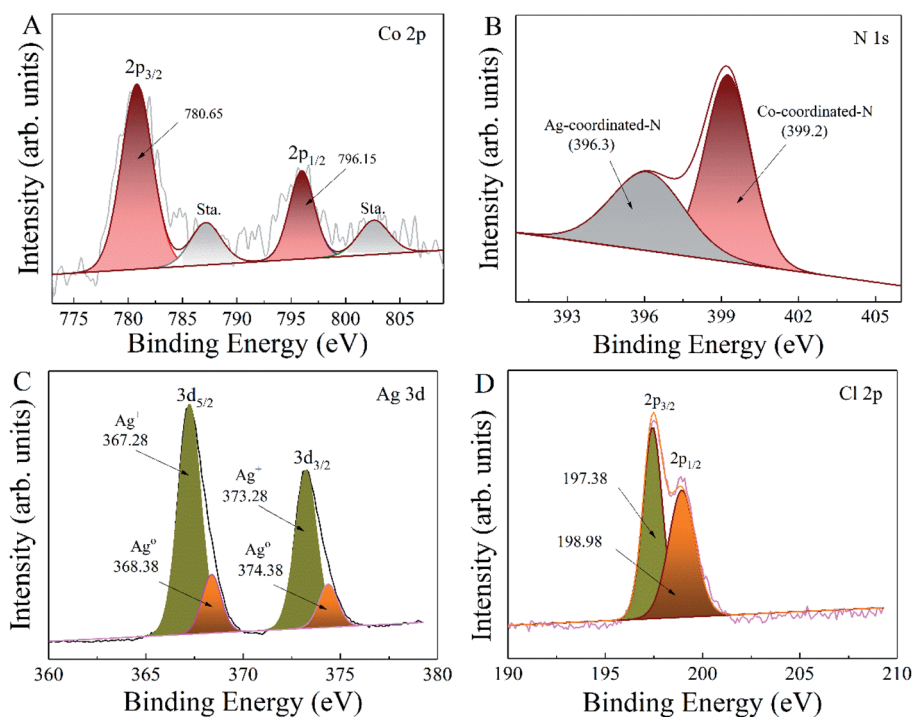 A
Co 2p
Intensity (arb. units)
2p3/2
780.65
2p1/2
796.15
Sta.
Sta.
775 780 785 790 795 800 805
Binding Energy (eV)
B
N 1s
Intensity (arb. units)
Ag-coordinated-N
(396.3)
Co-coordinated-N
(399.2)
393 396 399 402 405
Binding Energy (eV)
C
Ag 3d
Intensity (arb. units)
3d5/2
Ag+
367.28
3d3/2
Ag+
373.28
Ago
368.38
Ago
374.38
360 365 370 375 380
Binding Energy (eV)
D
Cl 2p
Intensity (arb. units)
2p3/2
2p1/2
197.38
198.98
190 195 200 205 210
Binding Energy (eV)